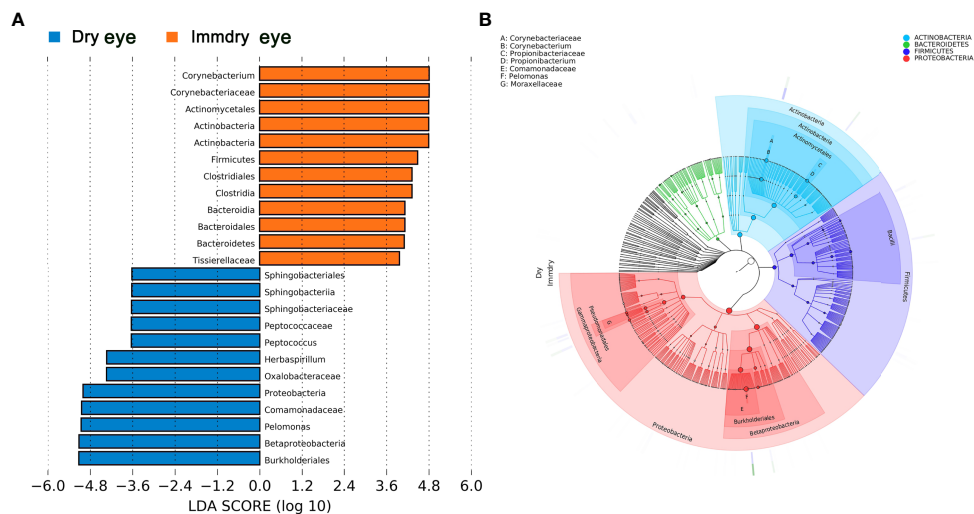 A
Dry eye
Immdry eye
Corynebacterium
Corynebacteriaceae
Actinomycetales
Actinobacteria
Actinobacteria
Firmicutes
Clostridiales
Clostridia
Bacteroidia
Bacteroidales
Bacteroidetes
Tissierellaceae
Sphingobacteriales
Sphingobacteriia
Sphingobacteriaceae
Peptococcaceae
Peptococcus
Herbaspirillum
Oxalobacteraceae
Proteobacteria
Comamonadaceae
Pelomonas
Betaproteobacteria
Burkholderiales
−6.0 −4.8 −3.6 −2.4 −1.2 0.0 1.2 2.4 3.6 4.8 6.0
LDA SCORE (log 10)
B
A: Corynebacteriaceae
B: Corynebacterium
C: Propionibacteriaceae
D: Propionibacterium
E: Comamonadaceae
F: Pelomonas
G: Moraxellaceae
ACTINOBACTERIA
BACTEROIDETES
FIRMICUTES
PROTEOBACTERIA
Actinobacteria
Actinobacteria
Actinomycetales
A
B
C
D
Bacilli
Firmicutes
Dry
Immdry
Pseudomonadales
Gammaproteobacteria
G
Proteobacteria
F
E
Burkholderiales
Betaproteobacteria